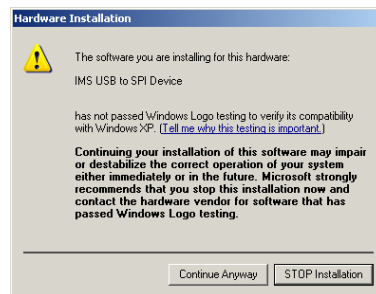 Hardware Installation
The software you are installing for this hardware:
IMS USB to SPI Device
has not passed Windows Logo testing to verify its compatibility
with Windows XP. (Tell me why this testing is important.)
Continuing your installation of this software may impair
or destabilize the correct operation of your system
either immediately or in the future. Microsoft strongly
recommends that you stop this installation now and
contact the hardware vendor for software that has
passed Windows Logo testing.
Continue Anyway
STOP Installation